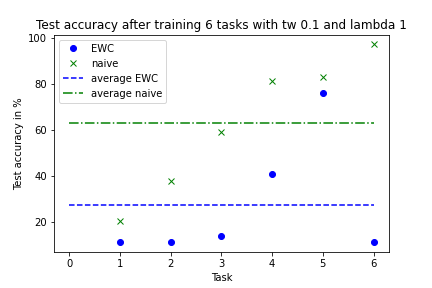 Test accuracy after training 6 tasks with tw 0.1 and lambda 1
100
80
60
40
20
Test accuracy in %
EWC
naive
average EWC
average naive
0 1 2 3 4 5 6
Task